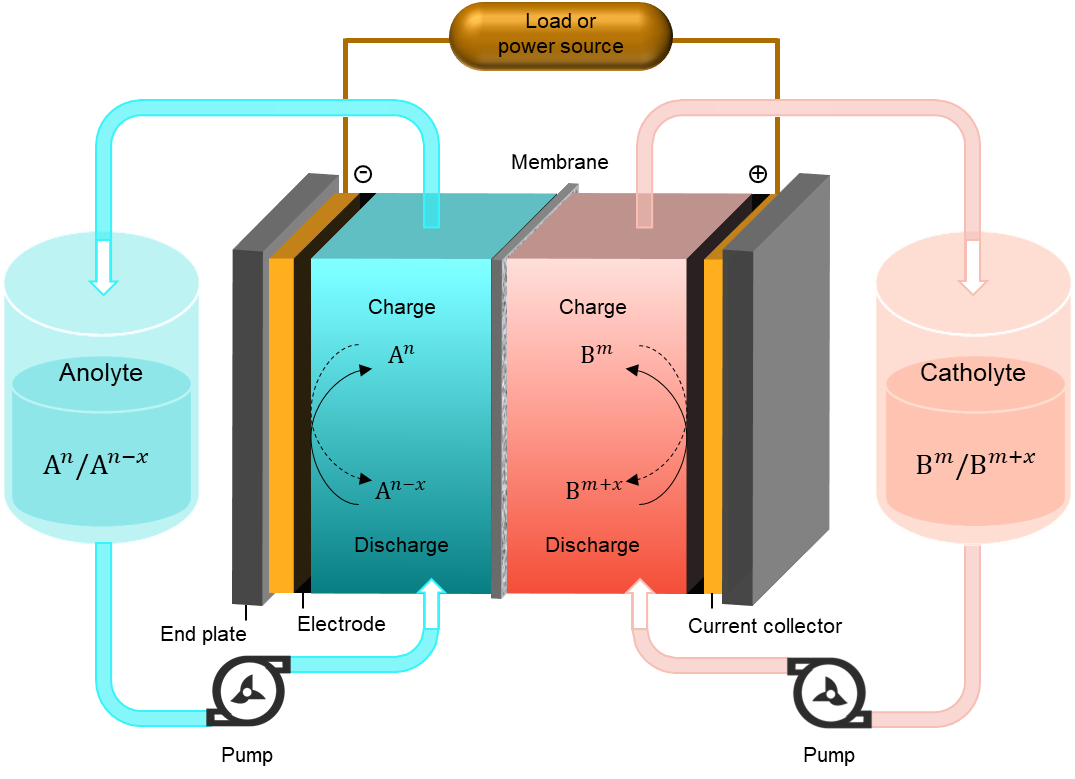 Load or
power source
Membrane
⊖
⊕
Charge
Charge
Aⁿ
Bᵐ
Anolyte
Catholyte
Aⁿ/Aⁿ⁻ˣ
Aⁿ⁻ˣ
Bᵐ⁺ˣ
Bᵐ/Bᵐ⁺ˣ
Discharge
Discharge
End plate
Electrode
Current collector
Pump
Pump